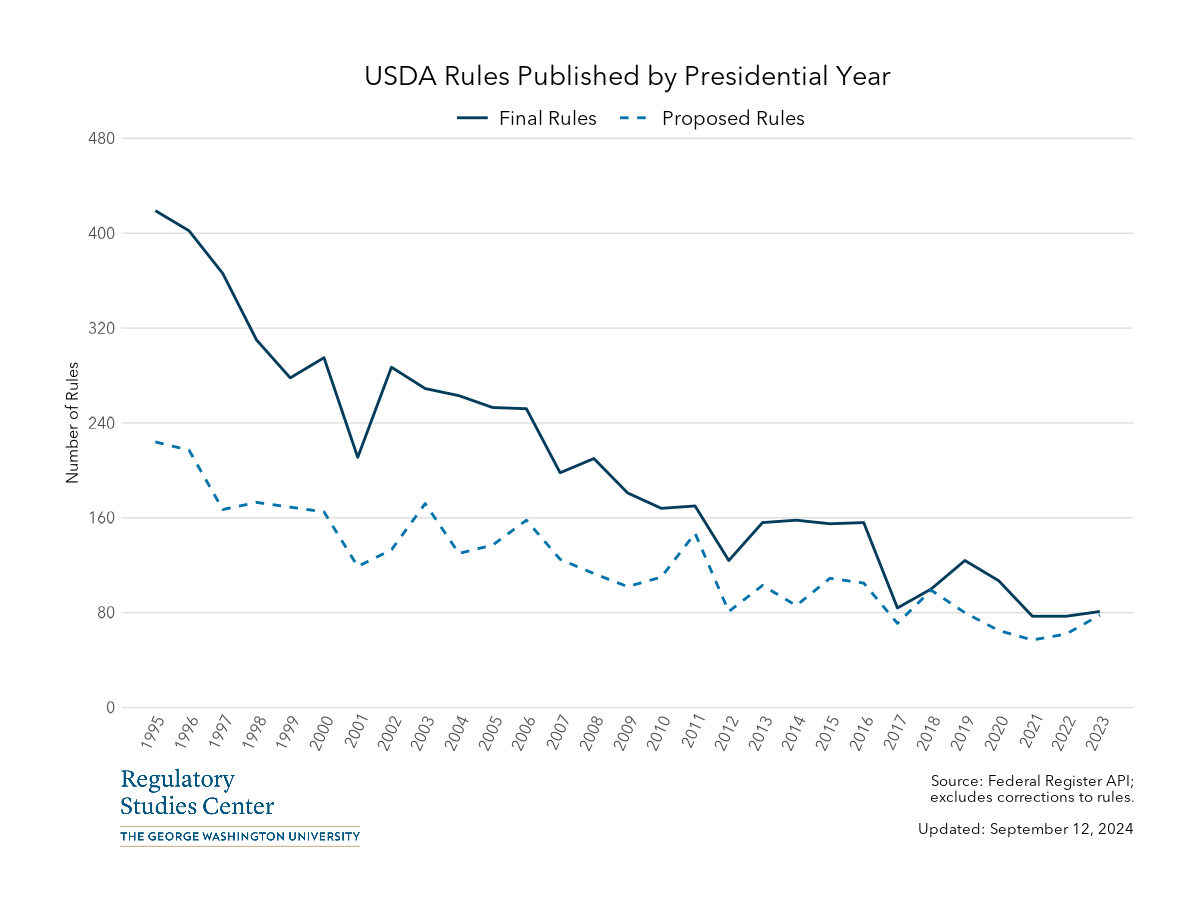 USDA Rules Published by Presidential Year
Final Rules Proposed Rules
480
400
320
240
160
80
0
Number of Rules
1995 1996 1997 1998 1999 2000 2001 2002 2003 2004 2005 2006 2007 2008 2009 2010 2011 2012 2013 2014 2015 2016 2017 2018 2019 2020 2021 2022 2023
Regulatory
Studies Center
THE GEORGE WASHINGTON UNIVERSITY
Source: Federal Register API;
excludes corrections to rules.
Updated: September 12, 2024